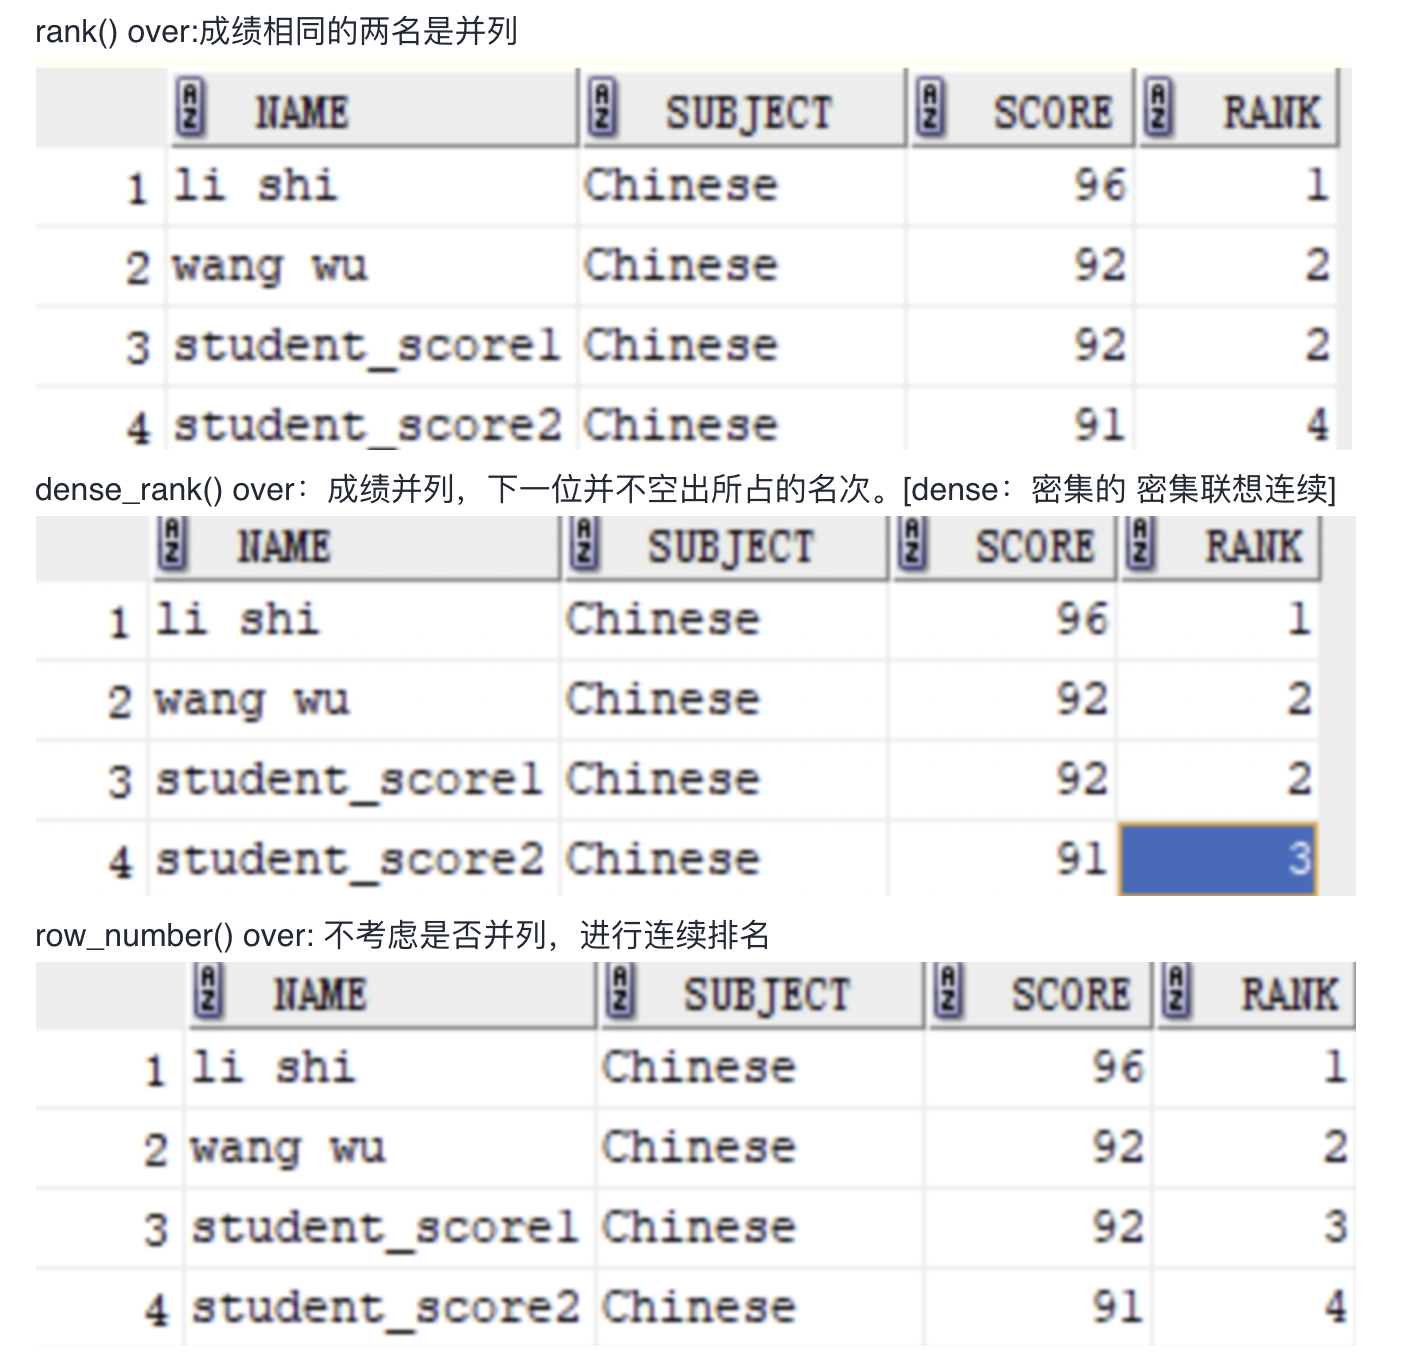 rank() over:成绩相同的两名是并列
NAME SUBJECT SCORE RANK
1 li shi Chinese 96 1
2 wang wu Chinese 92 2
3 student_score1 Chinese 92 2
4 student_score2 Chinese 91 4
dense_rank() over：成绩并列，下一位并不空出所占的名次。[dense：密集的 密集联想连续]
NAME SUBJECT SCORE RANK
1 li shi Chinese 96 1
2 wang wu Chinese 92 2
3 student_score1 Chinese 92 2
4 student_score2 Chinese 91 3
row_number() over: 不考虑是否并列，进行连续排名
NAME SUBJECT SCORE RANK
1 li shi Chinese 96 1
2 wang wu Chinese 92 2
3 student_score1 Chinese 92 3
4 student_score2 Chinese 91 4